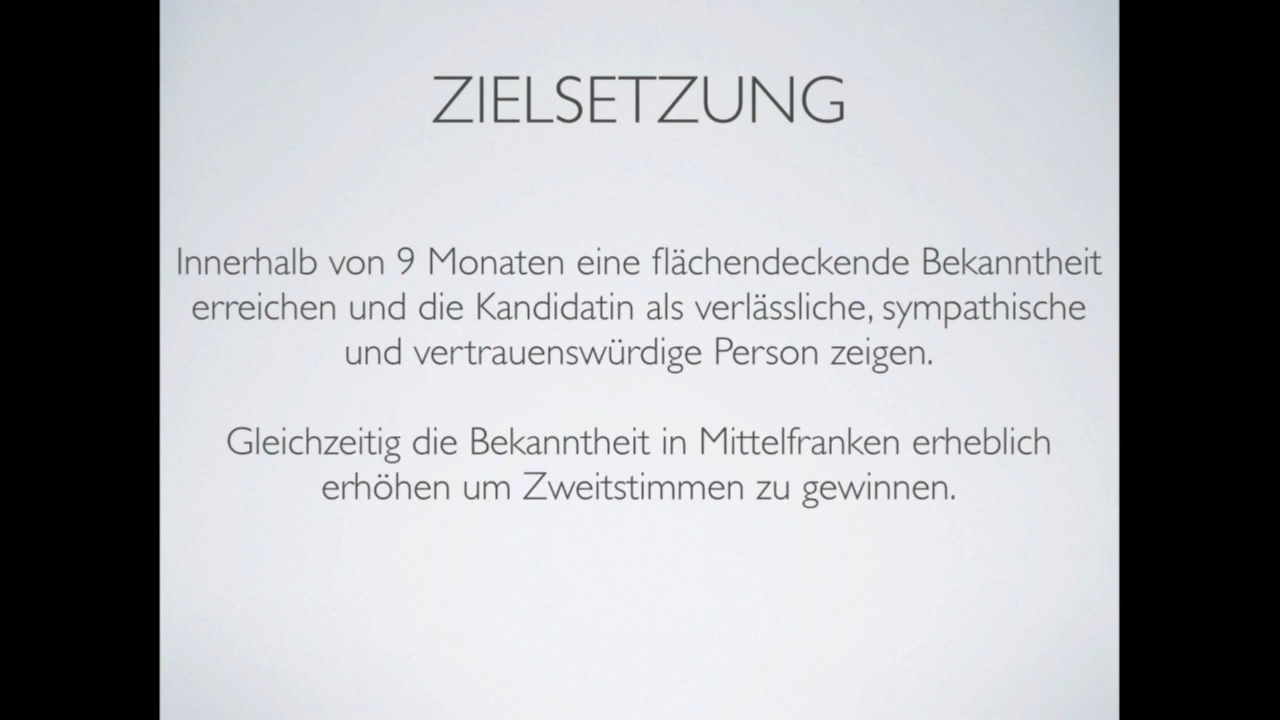 ZIELSETZUNG
Innerhalb von 9 Monaten eine flächendeckende Bekanntheit
erreichen und die Kandidatin als verlässliche, sympathische
und vertrauenswürdige Person zeigen.
Gleichzeitig die Bekanntheit in Mittelfranken erheblich
erhöhen um Zweitstimmen zu gewinnen.